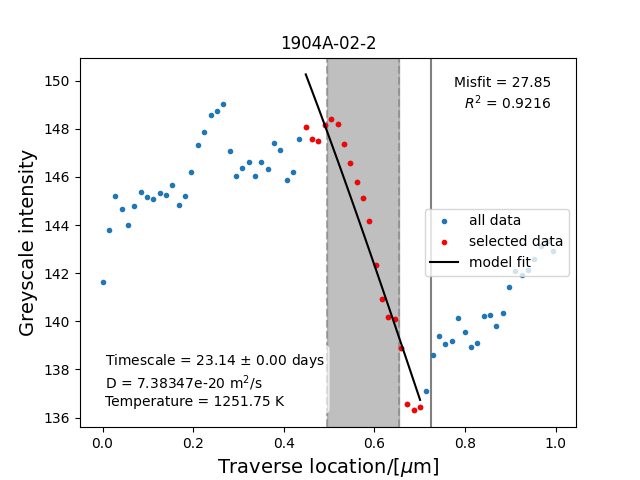 1904A-02-2
Misfit = 27.85
R² = 0.9216
150
148
146
144
142
140
138
136
Greyscale intensity
all data
selected data
model fit
Timescale = 23.14 ± 0.00 days
D = 7.38347e-20 m²/s
Temperature = 1251.75 K
0.0 0.2 0.4 0.6 0.8 1.0
Traverse location/[μm]